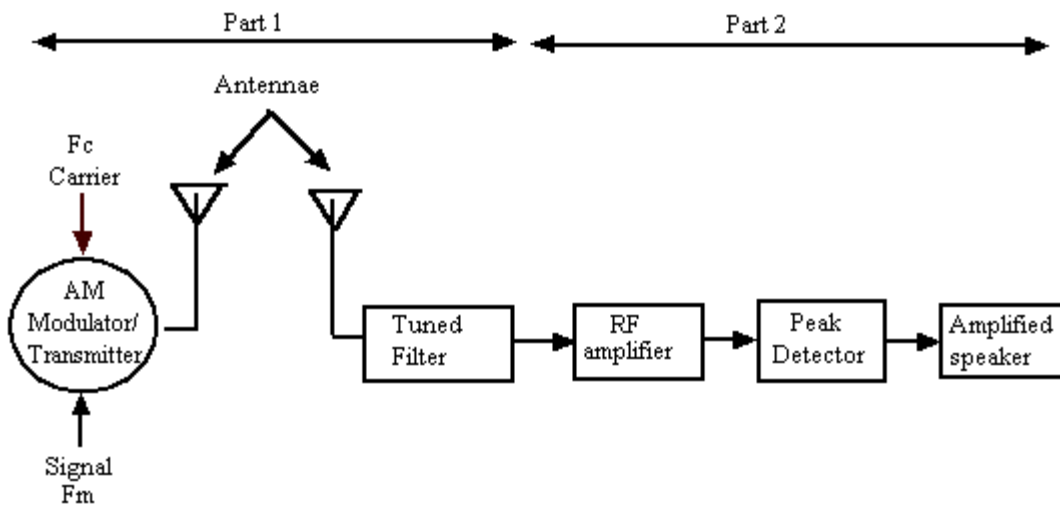 Part 1
Part 2
Antennae
Fc
Carrier
AM
Modulator/
Transmitter
Signal
Fm
Tuned
Filter
RF
amplifier
Peak
Detector
Amplified
speaker